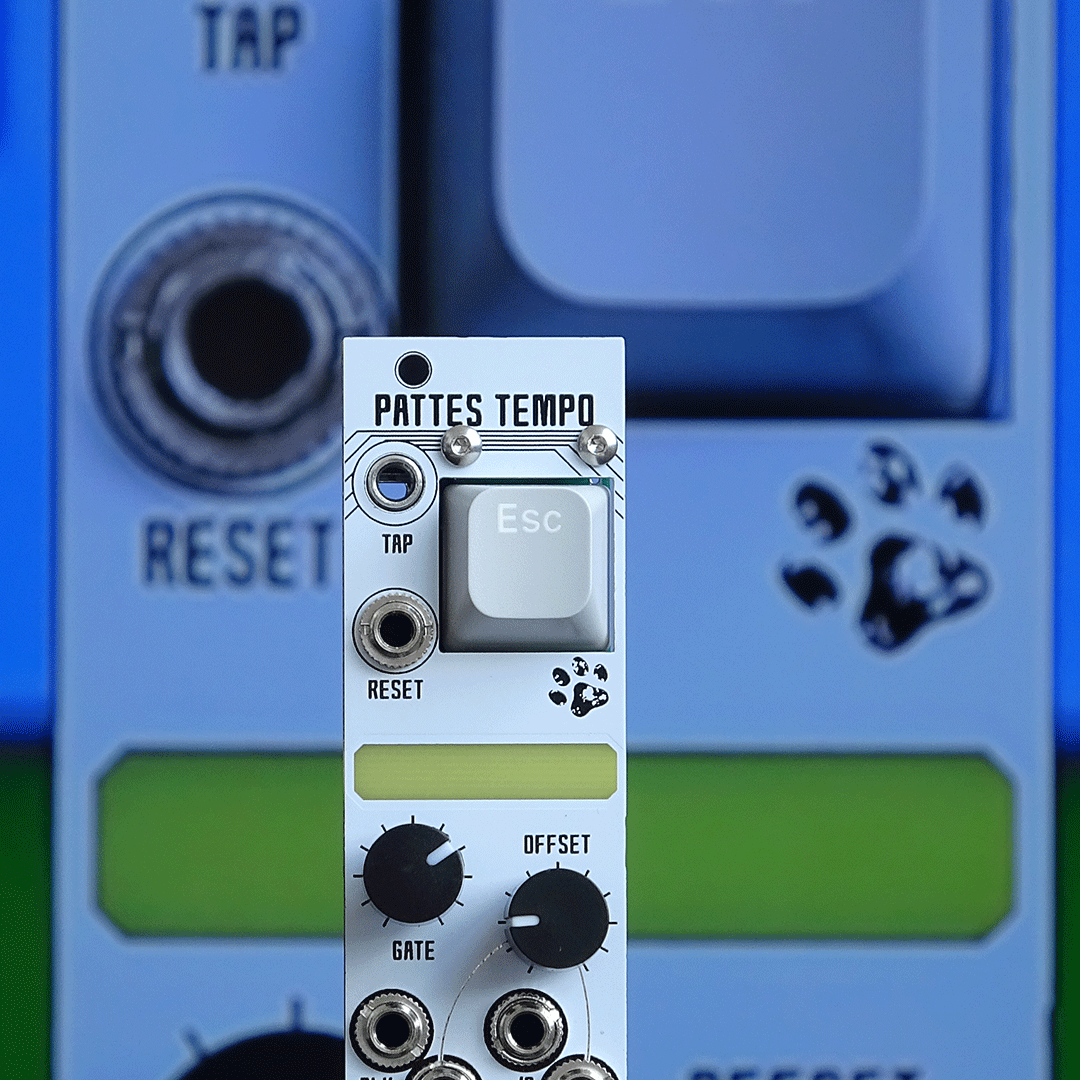 TAP
RESET
PATTES TEMPO
Esc
TAP
RESET
OFFSET
GATE